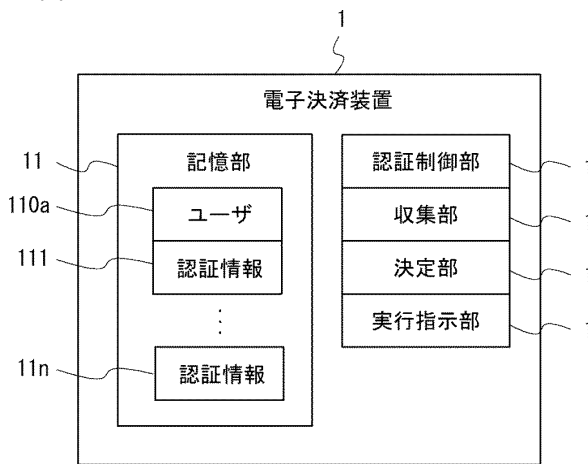 1
電子決済装置
11
記憶部
110a
ユーザ
111
認証情報
11n
認証情報
認証制御部
収集部
決定部
実行指示部